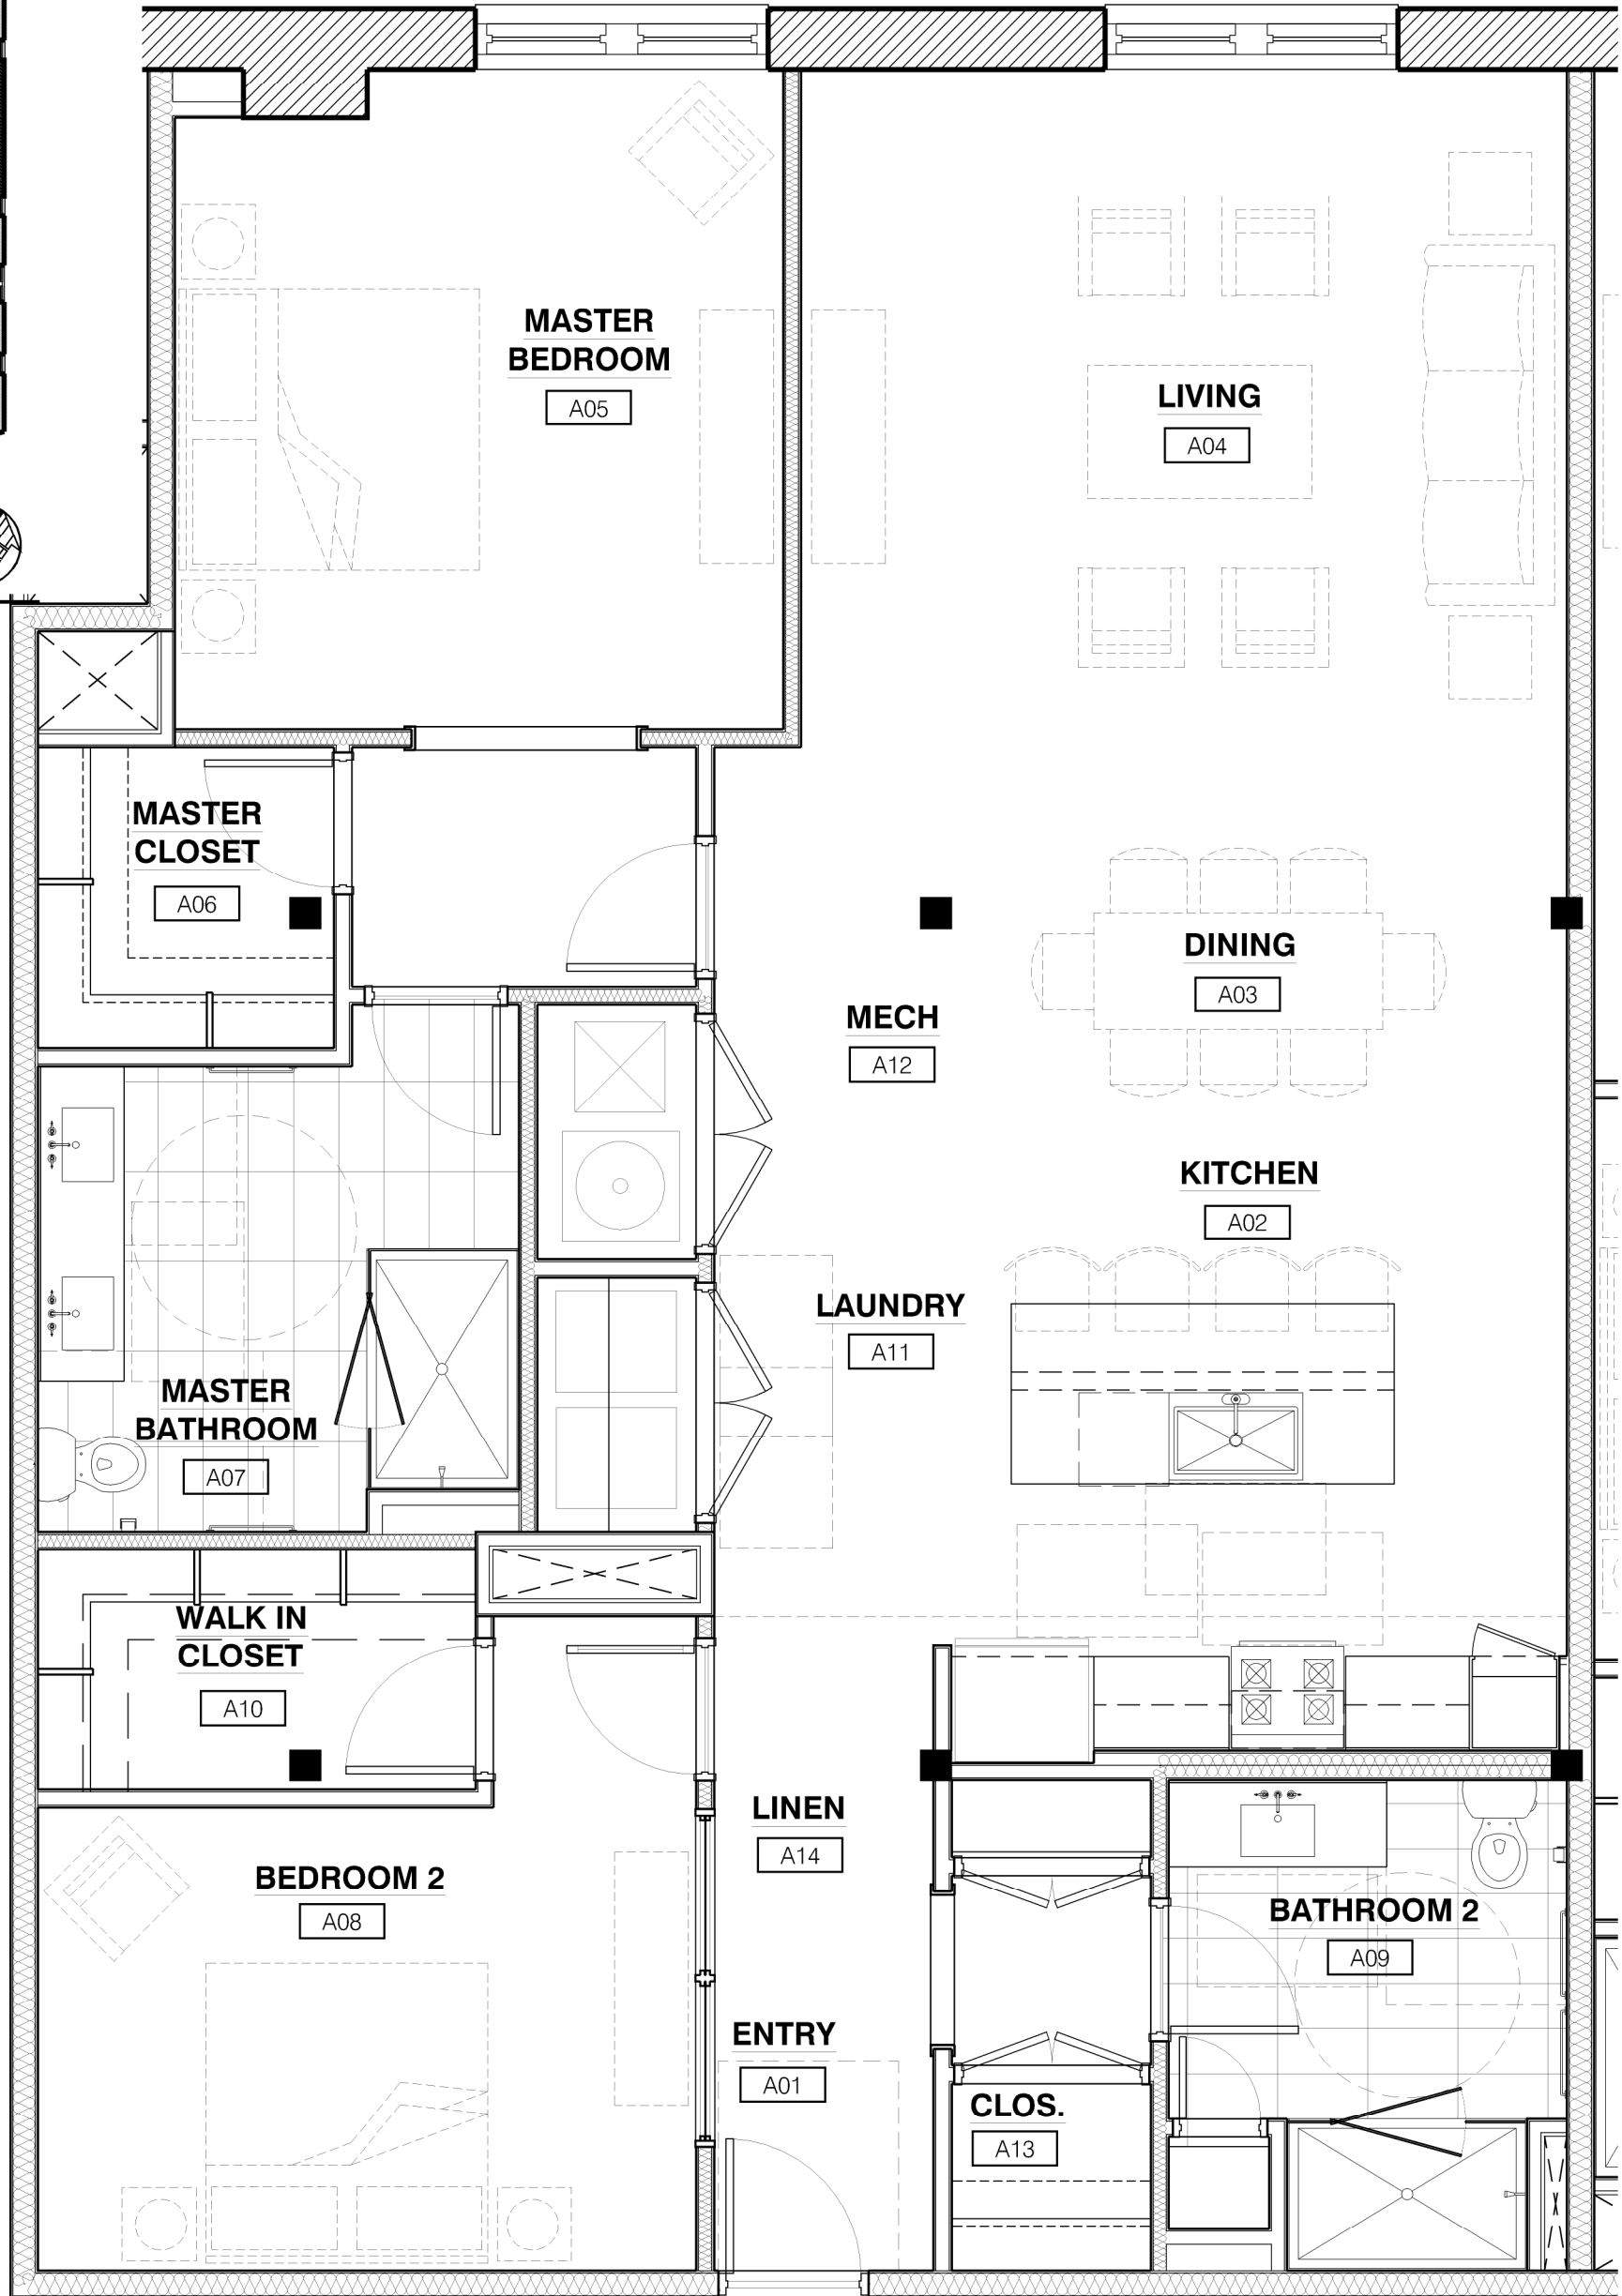 MASTER
BEDROOM
A05
LIVING
A04
MASTER
CLOSET
A06
DINING
A03
MECH
A12
KITCHEN
A02
LAUNDRY
A11
MASTER
BATHROOM
A07
WALK IN
CLOSET
A10
LINEN
A14
BEDROOM 2
A08
BATHROOM 2
A09
ENTRY
A01
CLOS.
A13